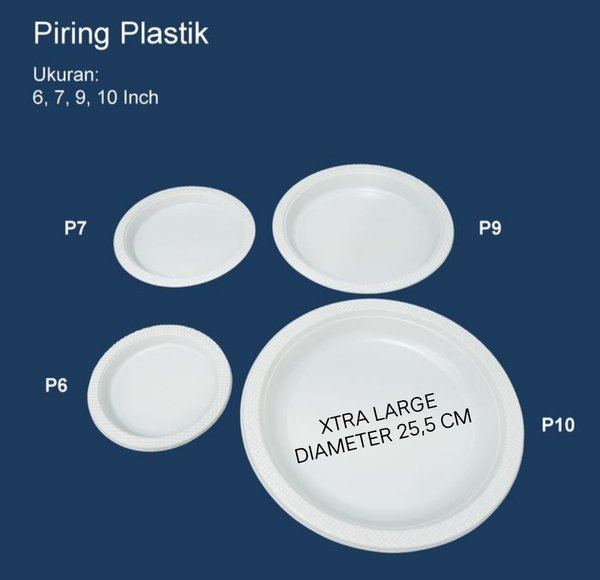 Piring Plastik
Ukuran:
6, 7, 9, 10 Inch
P7
P9
P6
XTRA LARGE
DIAMETER 25,5 CM
P10